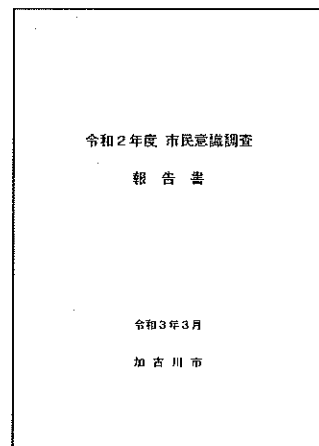 令和2年度 市民意識調査
報 告 書
令和3年3月
加 古 川 市